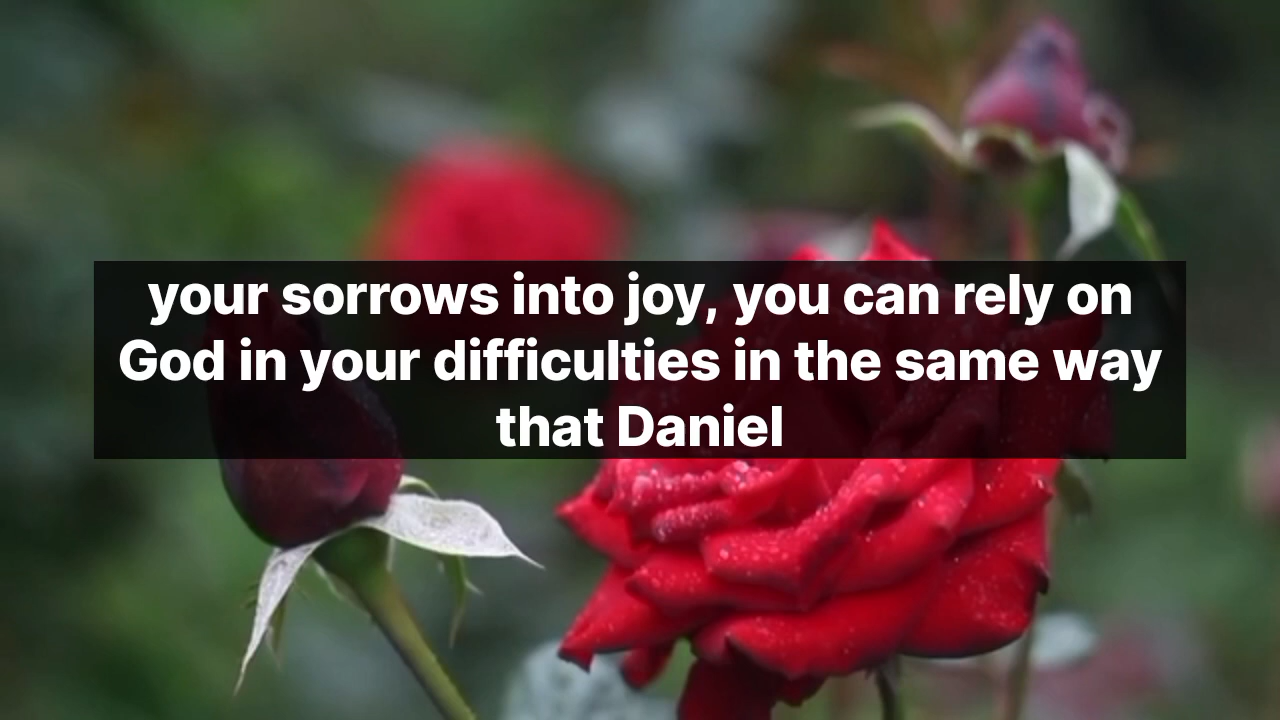 your sorrows into joy, you can rely on
God in your difficulties in the same way
that Daniel